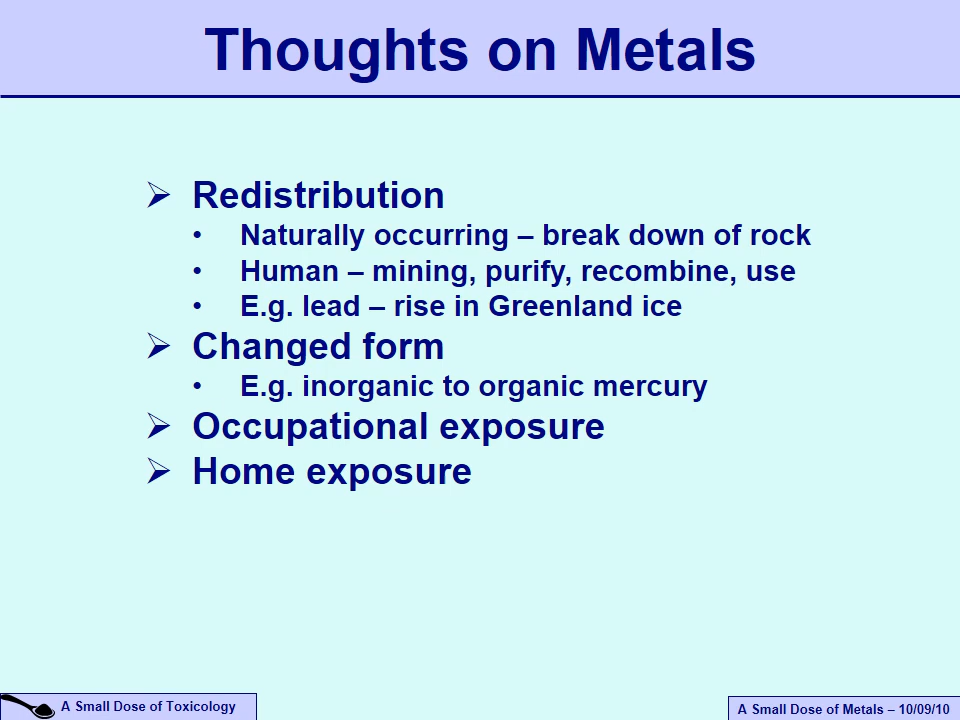 Thoughts on Metals
➢ Redistribution
• Naturally occurring – break down of rock
• Human – mining, purify, recombine, use
• E.g. lead – rise in Greenland ice
➢ Changed form
• E.g. inorganic to organic mercury
➢ Occupational exposure
➢ Home exposure
A Small Dose of Toxicology
A Small Dose of Metals – 10/09/10